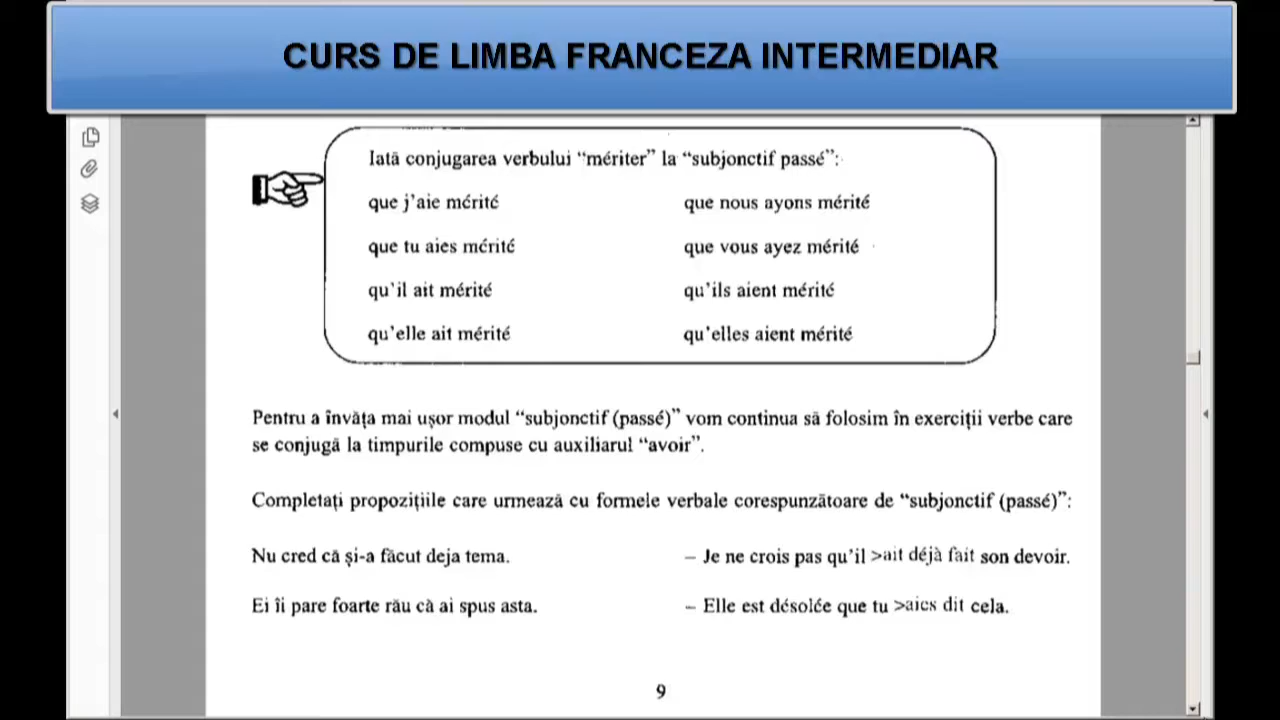 CURS DE LIMBA FRANCEZA INTERMEDIAR
Iată conjugarea verbului “mériter” la “subjonctif passé”:
que j’aie mérité que nous ayons mérité
que tu aies mérité que vous ayez mérité
qu’il ait mérité qu’ils aient mérité
qu’elle ait mérité qu’elles aient mérité
Pentru a învăța mai ușor modul “subjonctif (passé)” vom continua să folosim în exerciții verbe care
se conjugă la timpurile compuse cu auxiliarul “avoir”.
Completați propozițiile care urmează cu formele verbale corespunzătoare de “subjonctif (passé)”:
Nu cred că și-a făcut deja tema. – Je ne crois pas qu’il >ait déjà fait son devoir.
Ei îi pare foarte rău că ai spus asta. – Elle est désolée que tu >aies dit cela.
9